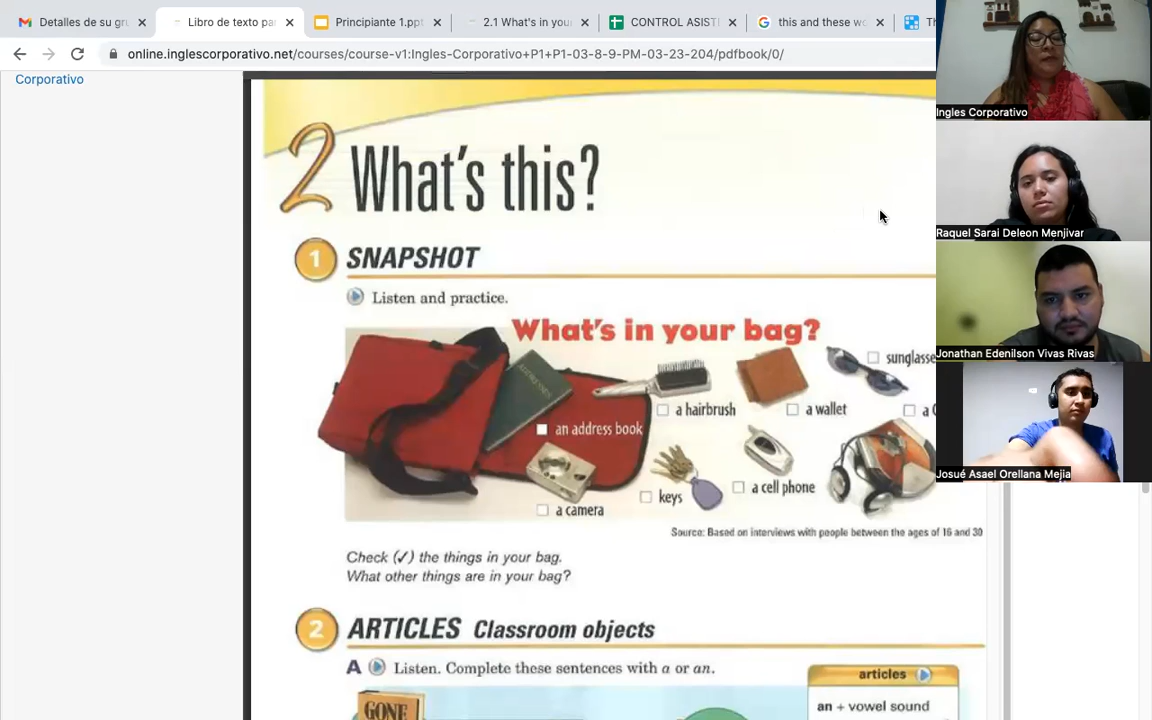 Detalles de su gru
Libro de texto par
Principiante 1.ppt
2.1 What's in you
CONTROL ASIST
this and these wo
Th
online.inglescorporativo.net/courses/course-v1:Ingles-Corporativo+P1+P1-03-8-9-PM-03-23-204/pdfbook/0/
Corporativo
2 What's this?
1 SNAPSHOT
Listen and practice.
What's in your bag?
sunglasse
a hairbrush
a wallet
an address book
keys
a cell phone
a camera
Source: Based on interviews with people between the ages of 16 and 30
Check (✓) the things in your bag.
What other things are in your bag?
2 ARTICLES Classroom objects
A Listen. Complete these sentences with a or an.
articles
an + vowel sound
GONE
Ingles Corporativo
Raquel Sarai Deleon Menjivar
Jonathan Edenilson Vivas Rivas
Josué Asael Orellana Mejia